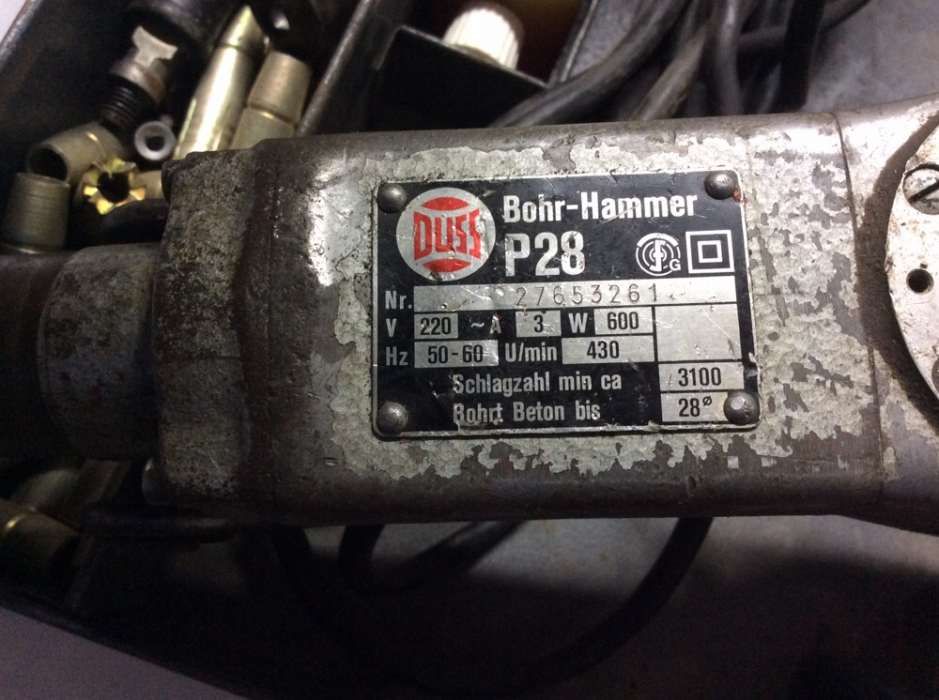 DUSS
Bohr-Hammer
P28
G
Nr. 27653261
V 220 ~ A 3 W 600
Hz 50-60 U/min 430
Schlagzahl min ca 3100
Bohrt Beton bis 28ø